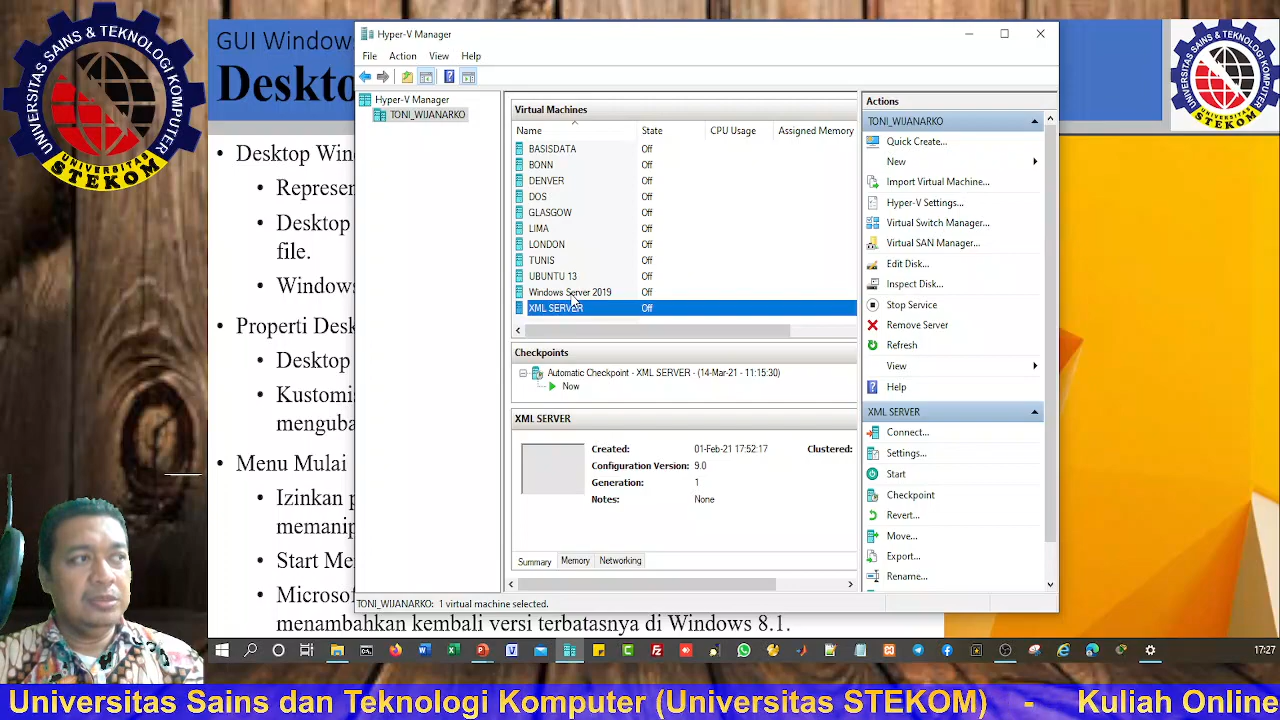 UNIVERSITAS SAINS & TEKNOLOGI KOMPUTER
UNIVERSITAS
STEKOM
GUI Window
Deskto
• Desktop Win
• Represen
• Desktop
file.
• Windows
• Properti Desk
• Desktop
• Kustomis
menguba
• Menu Mulai
• Izinkan p
memanip
• Start Me
• Microsof
menambahkan kembali versi terbatasnya di Windows 8.1.
Hyper-V Manager
File Action View Help
Hyper-V Manager
TONI_WIJANARKO
Virtual Machines
Name State CPU Usage Assigned Memory
BASISDATA Off
BONN Off
DENVER Off
DOS Off
GLASGOW Off
LIMA Off
LONDON Off
TUNIS Off
UBUNTU 13 Off
Windows Server 2019 Off
XML SERVER Off
Checkpoints
Automatic Checkpoint - XML SERVER - (14-Mar-21 - 11:15:30)
Now
XML SERVER
Created: 01-Feb-21 17:52:17 Clustered:
Configuration Version: 9.0
Generation: 1
Notes: None
Summary Memory Networking
TONI_WIJANARKO: 1 virtual machine selected.
Actions
TONI_WIJANARKO
Quick Create...
New
Import Virtual Machine...
Hyper-V Settings...
Virtual Switch Manager...
Virtual SAN Manager...
Edit Disk...
Inspect Disk...
Stop Service
Remove Server
Refresh
View
Help
XML SERVER
Connect...
Settings...
Start
Checkpoint
Revert...
Move...
Export...
Rename...
UNIVERSITAS SAINS & TEKNOLOGI KOMPUTER
UNIVERSITAS
STEKOM
17:27
Universitas Sains dan Teknologi Komputer (Universitas STEKOM) - Kuliah Online